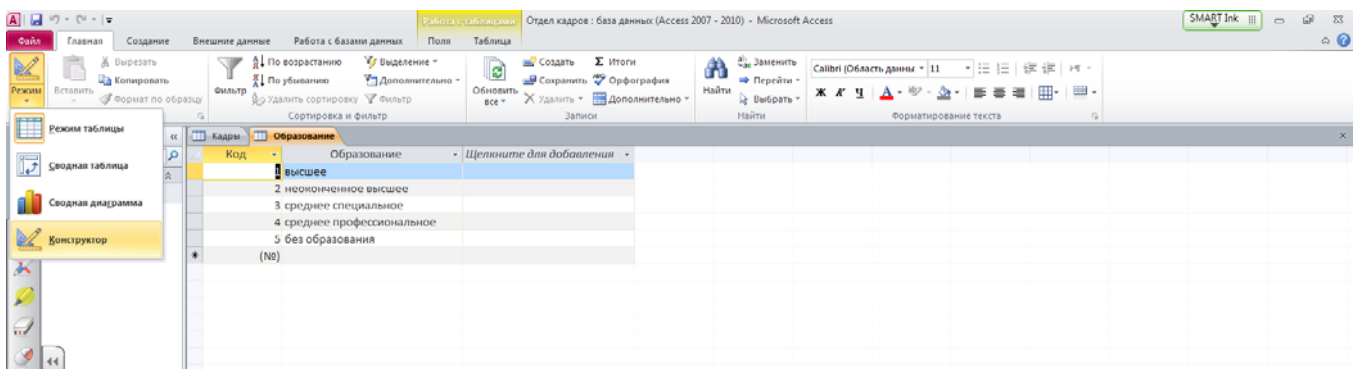 Работа с таблицами Отдел кадров : база данных (Access 2007 - 2010) - Microsoft Access SMART Ink
Файл Главная Создание Внешние данные Работа с базами данных Поля Таблица
Режим
Вставить
Вырезать
Копировать
Формат по образцу
Фильтр
По возрастанию Выделение
По убыванию Дополнительно
Удалить сортировку Фильтр
Сортировка и фильтр
Обновить все
Создать Σ Итоги
Сохранить Орфография
Удалить Дополнительно
Записи
Найти
Заменить
Перейти
Выбрать
Найти
Calibri (Область данны 11
Ж К Ч А
Форматирование текста
Режим таблицы
Сводная таблица
Сводная диаграмма
Конструктор
Кадры Образование
Код Образование Щелкните для добавления
1 высшее
2 неоконченное высшее
3 среднее специальное
4 среднее профессиональное
5 без образования
* (№)